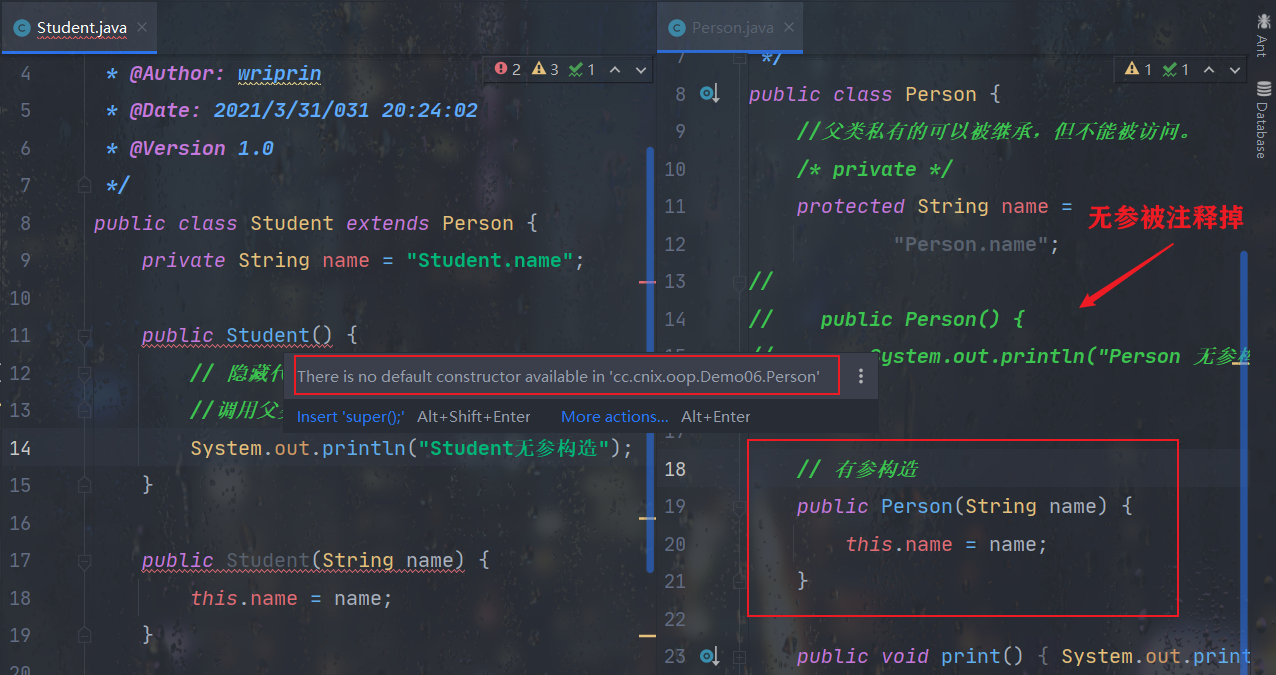 Student.java
4 * @Author: wriprin
2 3 1
5 * @Date: 2021/3/31/031 20:24:02
6 * @Version 1.0
7 */
8 public class Student extends Person {
9 private String name = "Student.name";
10
11 public Student() {
12 // 隐藏代
13 //调用父
14 System.out.println("Student无参构造");
15 }
16
17 public Student(String name) {
18 this.name = name;
19 }
20
There is no default constructor available in 'cc.cnix.oop.Demo06.Person'
Insert 'super();' Alt+Shift+Enter More actions... Alt+Enter
Person.java
7 */
1 1
8 public class Person {
9 //父类私有的可以被继承，但不能被访问。
10 /* private */
11 protected String name =
12 "Person.name";
无参被注释掉
13 //
14 // public Person() {
15 // System.out.println("Person 无参构
17
18 // 有参构造
19 public Person(String name) {
20 this.name = name;
21 }
22
23 public void print() { System.out.print
Ant
Database